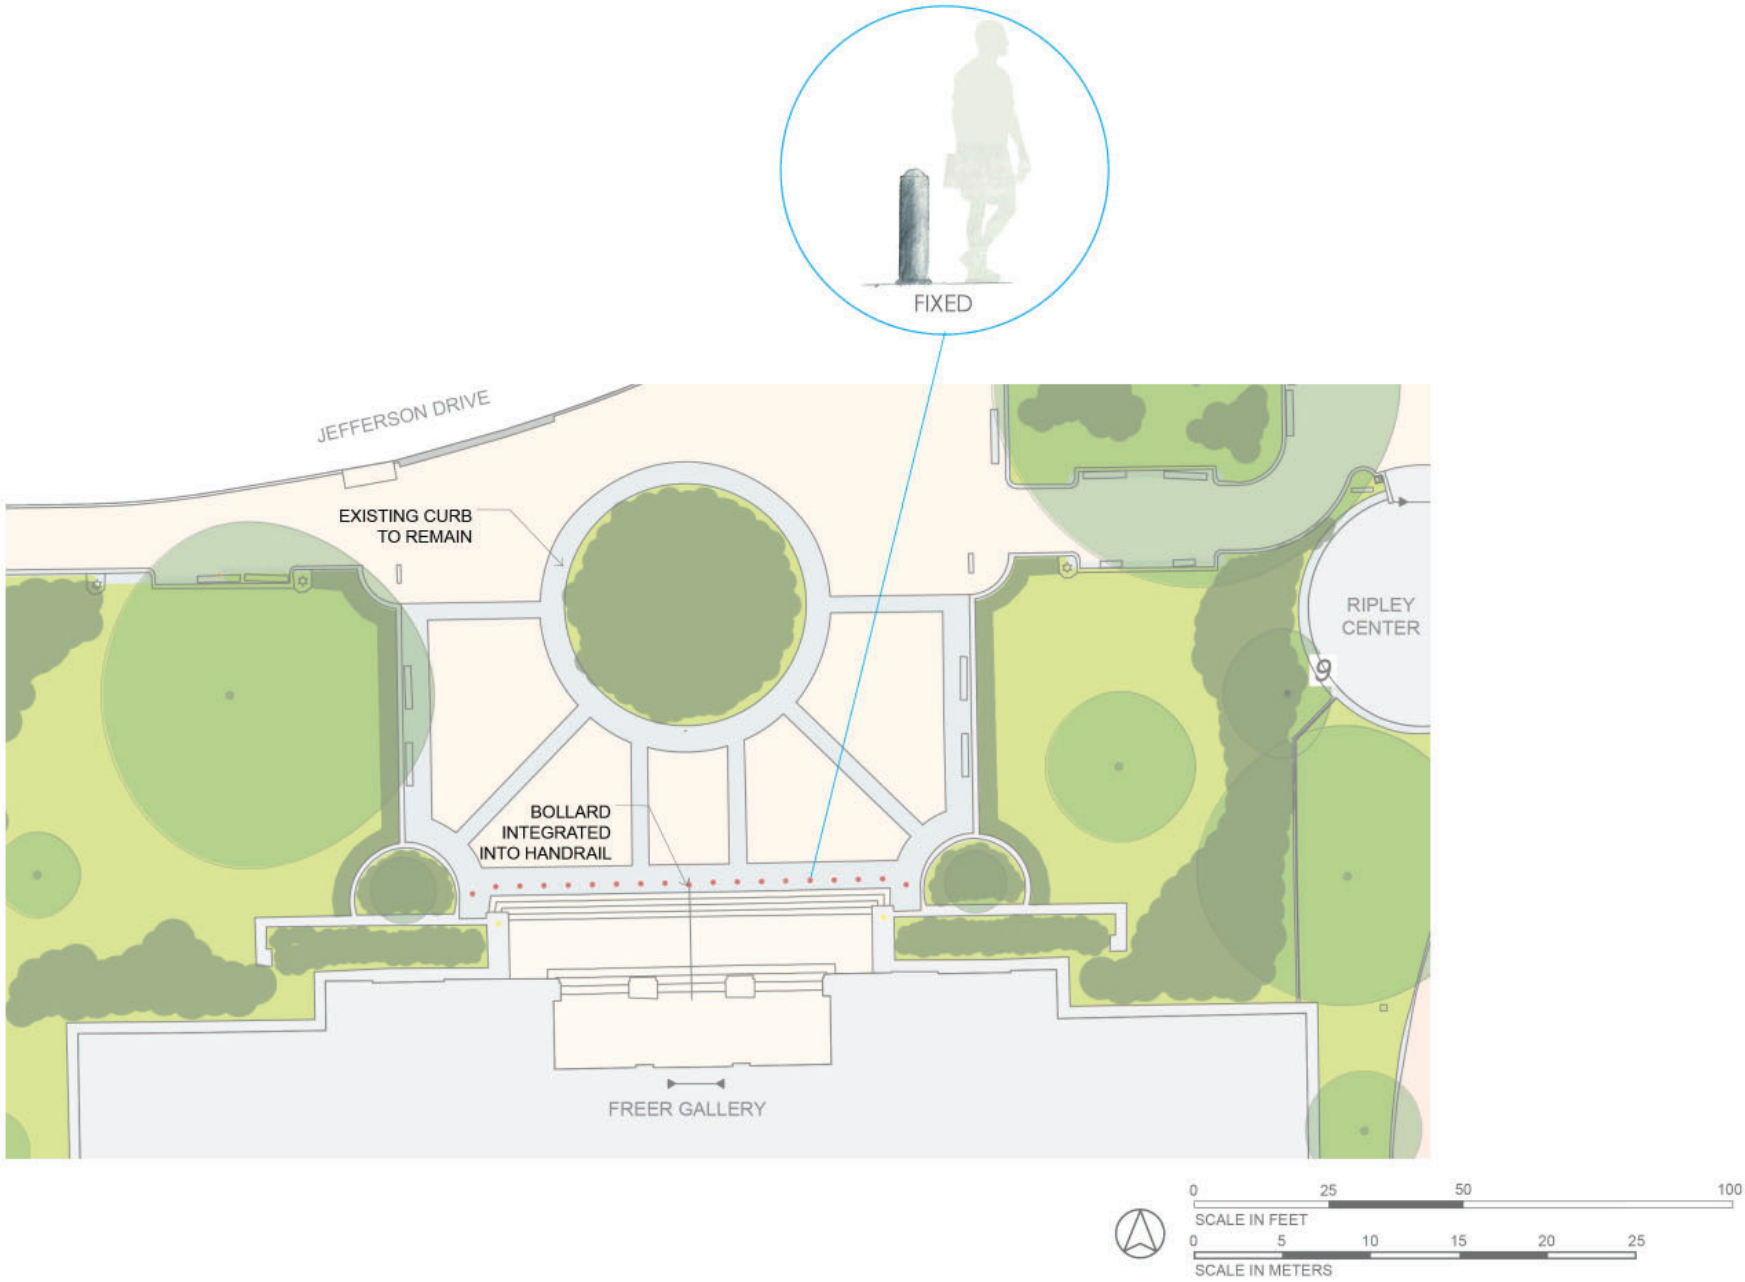 FIXED
JEFFERSON DRIVE
EXISTING CURB
TO REMAIN
RIPLEY
CENTER
9
BOLLARD
INTEGRATED
INTO HANDRAIL
FREER GALLERY
0 25 50 100
SCALE IN FEET
0 5 10 15 20 25
SCALE IN METERS